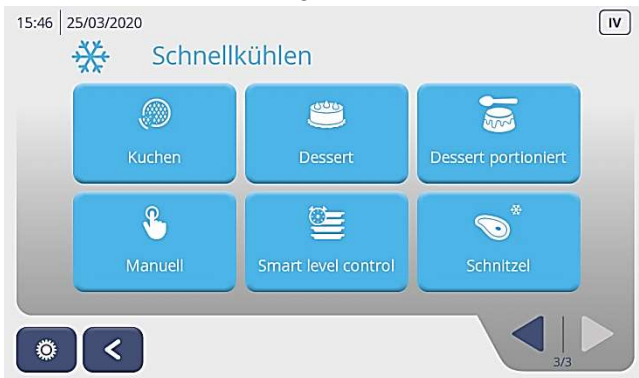 15:46 25/03/2020 IV
Schnellkühlen
Kuchen Dessert Dessert portioniert
Manuell Smart level control Schnitzel
3/3